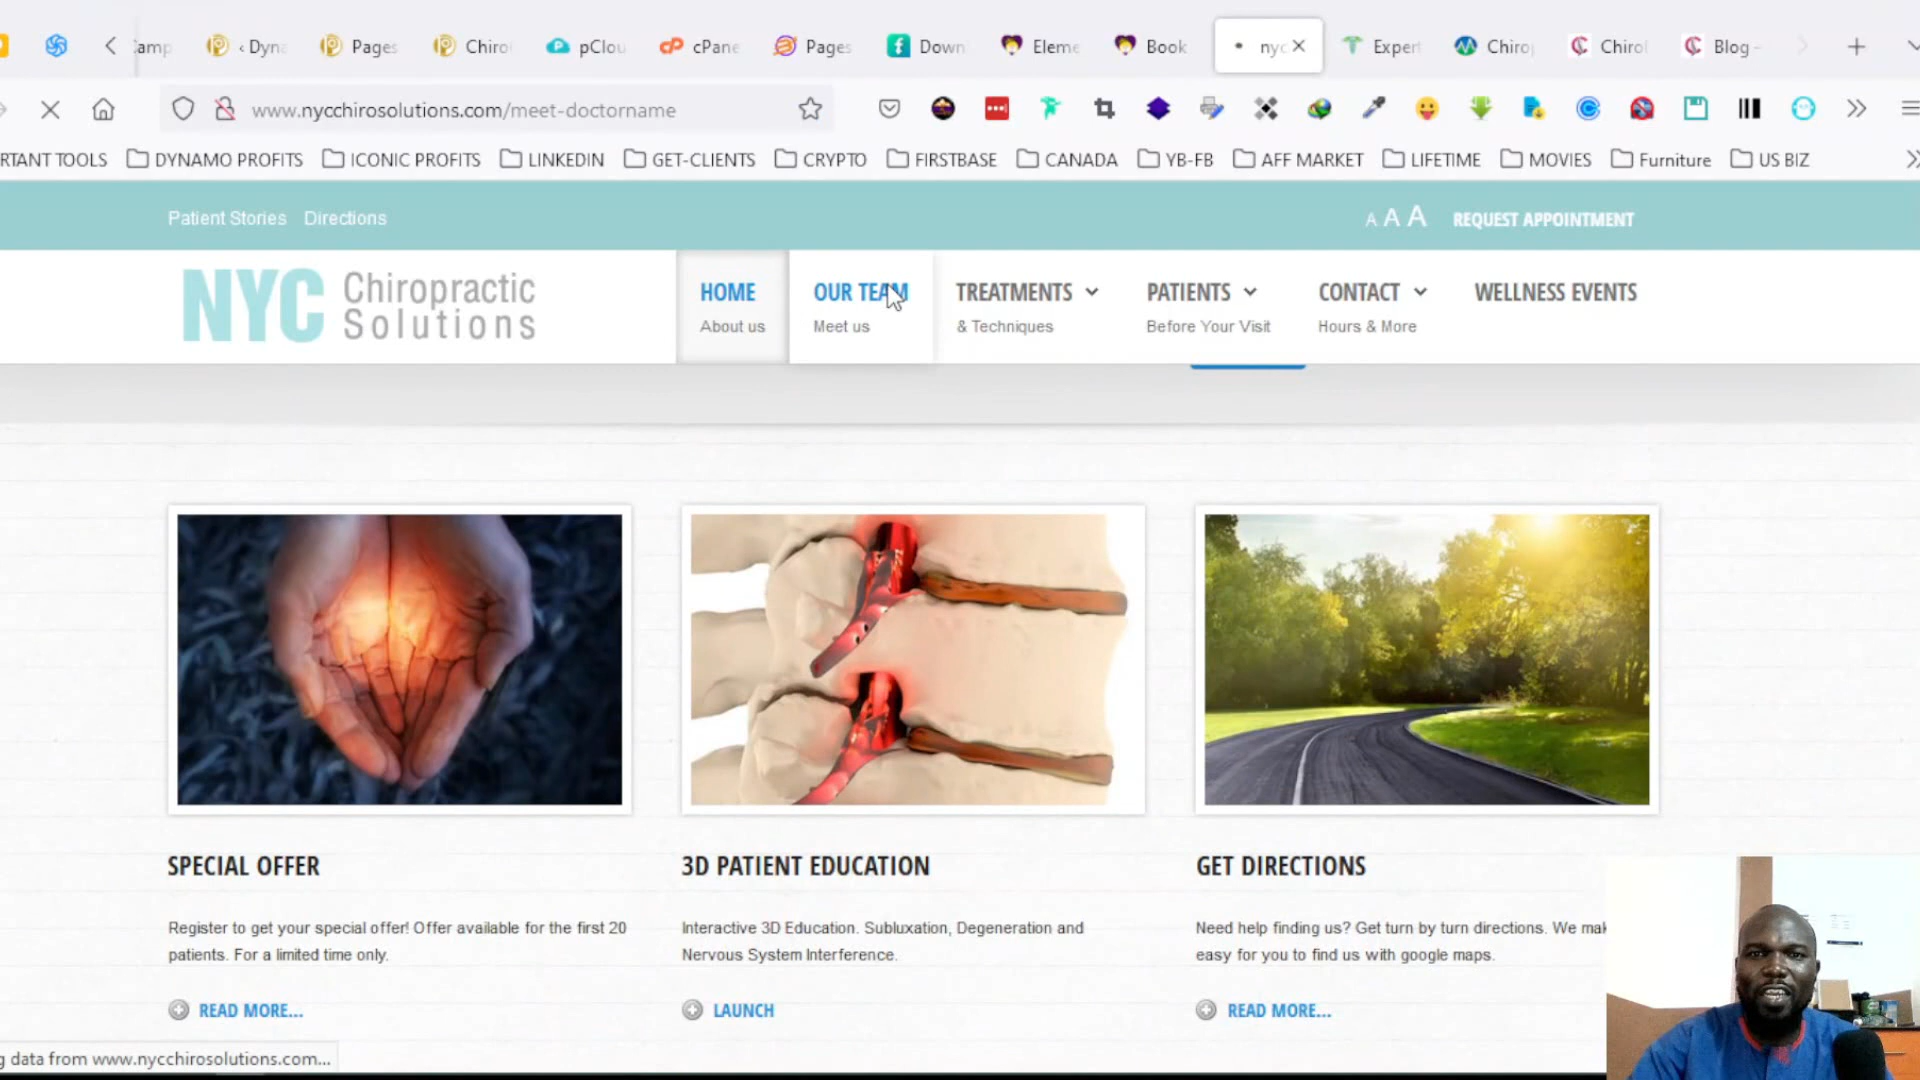 Camp
‹ Dyna
Pages
Chiro
pClou
cPane
Pages
Down
Eleme
Book
nyc
Expert
Chirop
Chirol
Blog -
www.nycchirosolutions.com/meet-doctorname
RTANT TOOLS
DYNAMO PROFITS
ICONIC PROFITS
LINKEDIN
GET-CLIENTS
CRYPTO
FIRSTBASE
CANADA
YB-FB
AFF MARKET
LIFETIME
MOVIES
Furniture
US BIZ
Patient Stories Directions
A A A REQUEST APPOINTMENT
NYC Chiropractic
Solutions
HOME
About us
OUR TEAM
Meet us
TREATMENTS
& Techniques
PATIENTS
Before Your Visit
CONTACT
Hours & More
WELLNESS EVENTS
SPECIAL OFFER
Register to get your special offer! Offer available for the first 20
patients. For a limited time only.
READ MORE...
3D PATIENT EDUCATION
Interactive 3D Education. Subluxation, Degeneration and
Nervous System Interference.
LAUNCH
GET DIRECTIONS
Need help finding us? Get turn by turn directions. We mak
easy for you to find us with google maps.
READ MORE...
g data from www.nycchirosolutions.com...